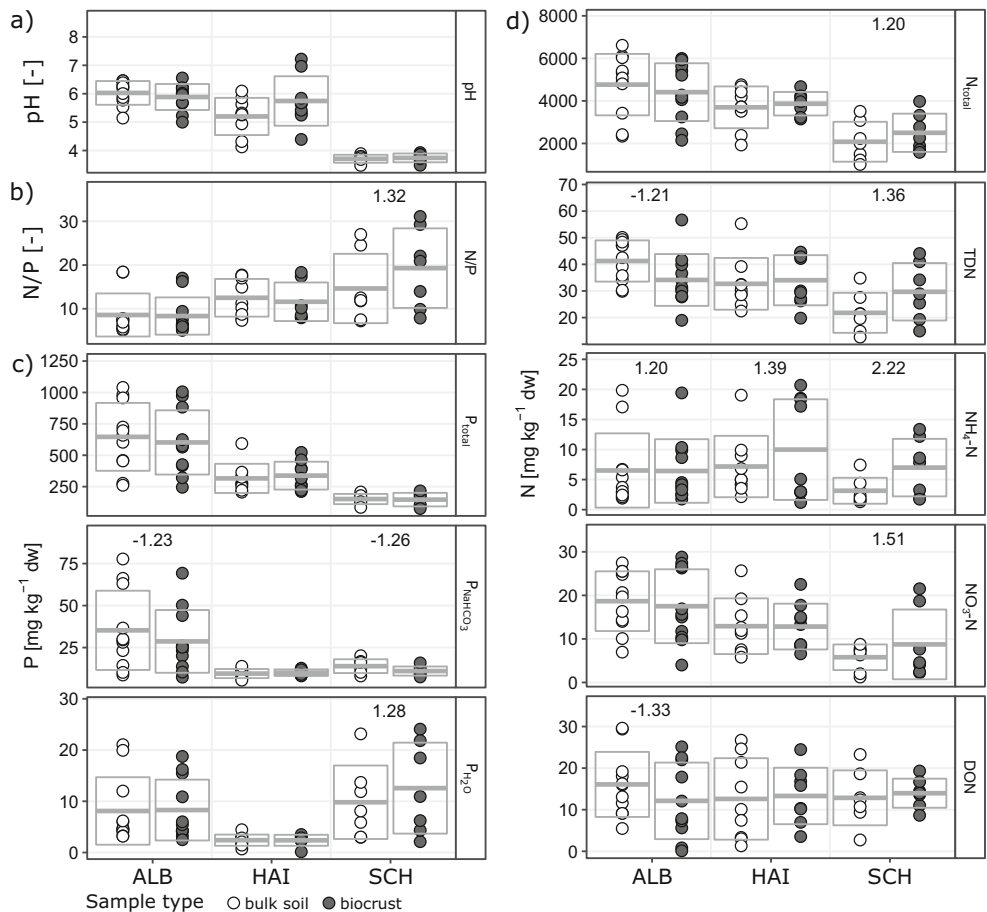 a)
8
7
6
5
4
pH [-]
pH
b)
1.32
30
20
10
N/P [-]
N/P
c)
1250
1000
750
500
250
P_total
-1.23
-1.26
75
50
25
P [mg kg⁻¹ dw]
P_NaHCO₃
1.28
30
20
10
0
P_H₂O
ALB HAI SCH
d)
1.20
8000
6000
4000
2000
N_total
-1.21
1.36
70
60
50
40
30
20
10
TDN
1.20
1.39
2.22
25
20
15
10
5
0
N [mg kg⁻¹ dw]
NH₄-N
1.51
30
20
10
0
NO₃-N
-1.33
30
20
10
0
DON
ALB HAI SCH
Sample type bulk soil biocrust